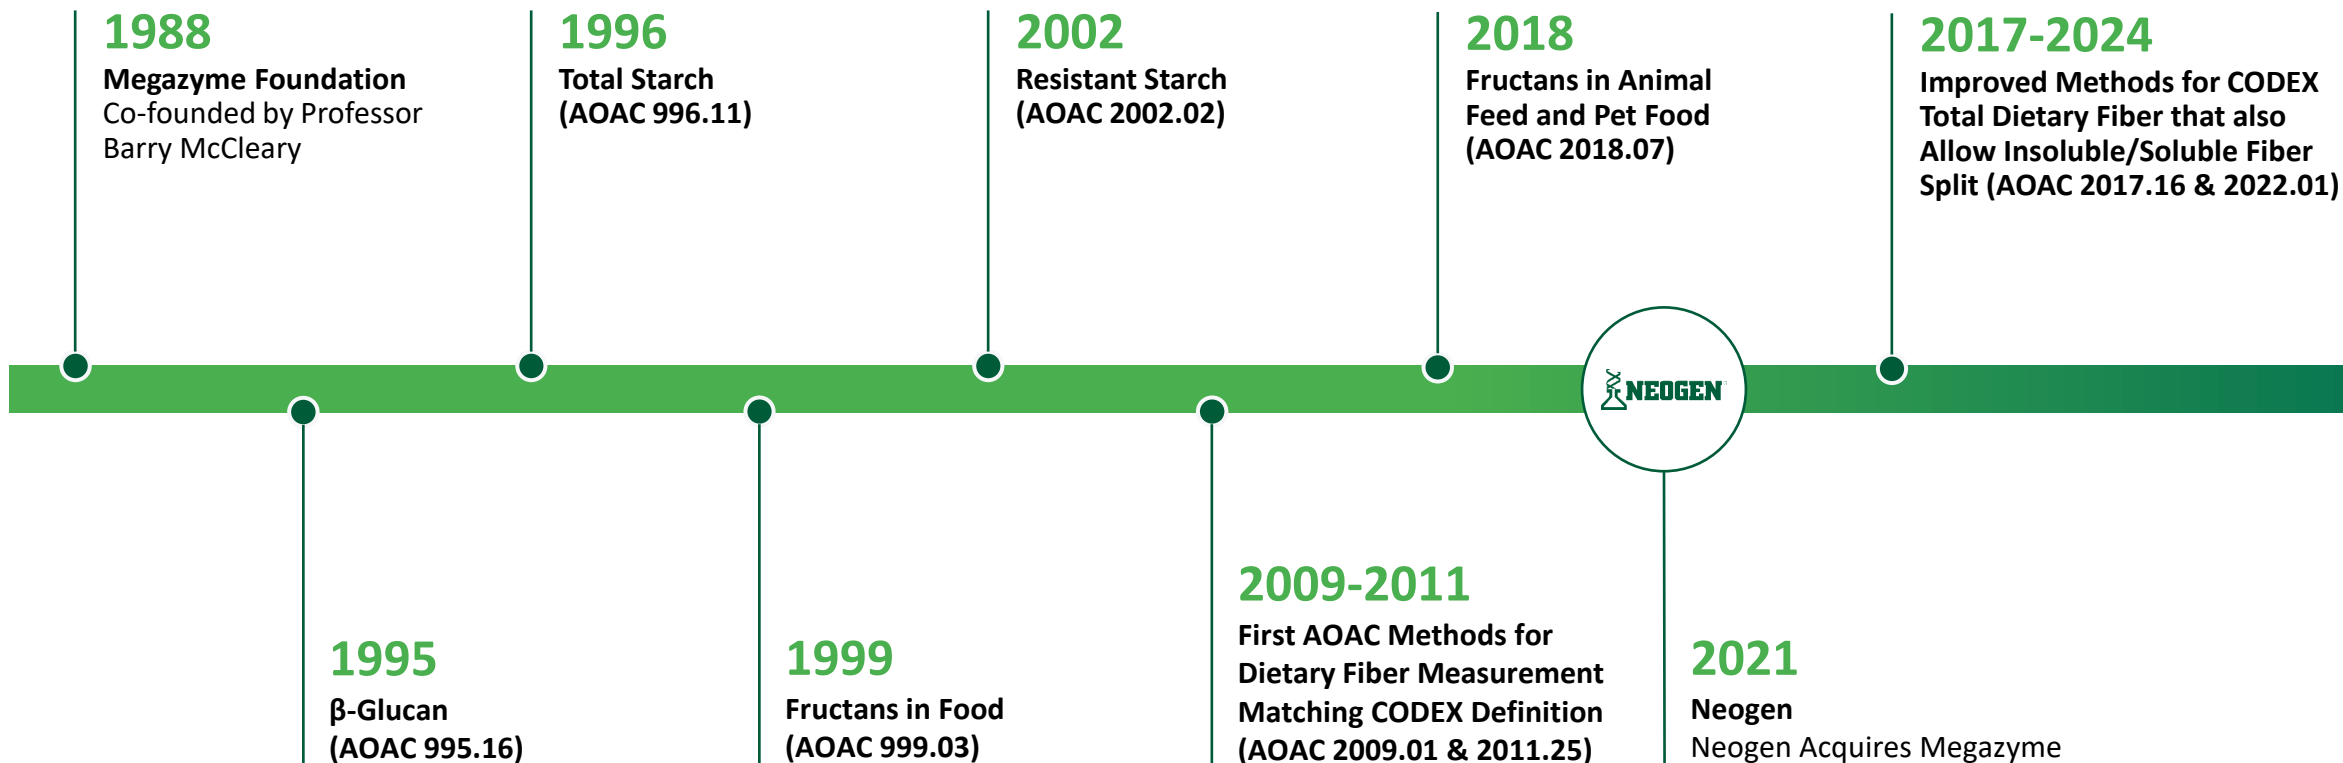 1988
Megazyme Foundation
Co-founded by Professor
Barry McCleary
1995
β-Glucan
(AOAC 995.16)
1996
Total Starch
(AOAC 996.11)
1999
Fructans in Food
(AOAC 999.03)
2002
Resistant Starch
(AOAC 2002.02)
2009-2011
First AOAC Methods for
Dietary Fiber Measurement
Matching CODEX Definition
(AOAC 2009.01 & 2011.25)
2018
Fructans in Animal
Feed and Pet Food
(AOAC 2018.07)
NEOGEN
2021
Neogen
Neogen Acquires Megazyme
2017-2024
Improved Methods for CODEX
Total Dietary Fiber that also
Allow Insoluble/Soluble Fiber
Split (AOAC 2017.16 & 2022.01)